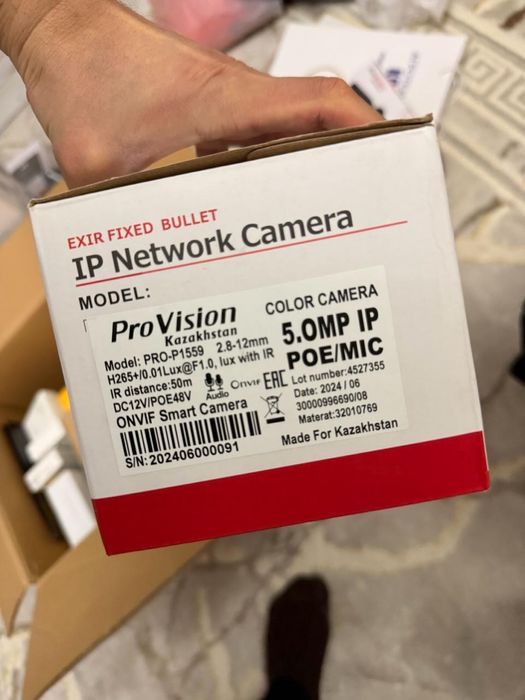 EXIR FIXED BULLET
IP Network Camera
MODEL:
ProVision
Kazakhstan
Model: PRO-P1559 2.8-12mm
H265+/0.01Lux@F1.0, lux with IR
IR distance:50m
DC12V/POE48V
Audio
Onvif
EAC
ONVIF Smart Camera
S/N:202406000091
COLOR CAMERA
5.0MP IP
POE/MIC
Lot number:4527355
Date: 2024 / 06
30000996690/08
Materat:32010769
Made For Kazakhstan